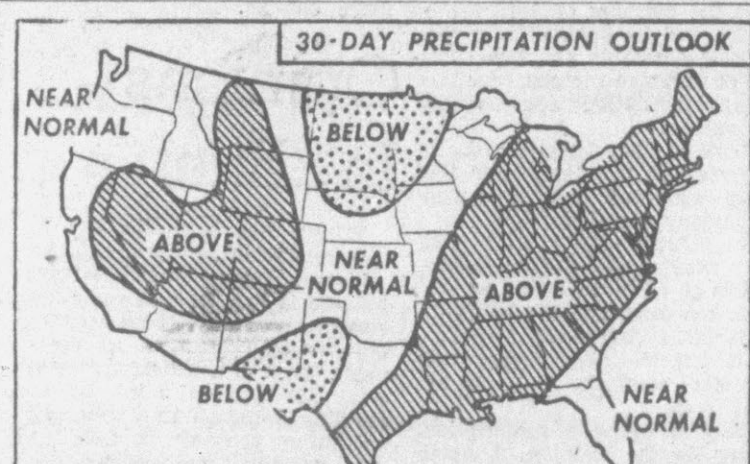 30-DAY PRECIPITATION OUTLOOK
NEAR
NORMAL
BELOW
ABOVE
NEAR
NORMAL
ABOVE
BELOW
NEAR
NORMAL